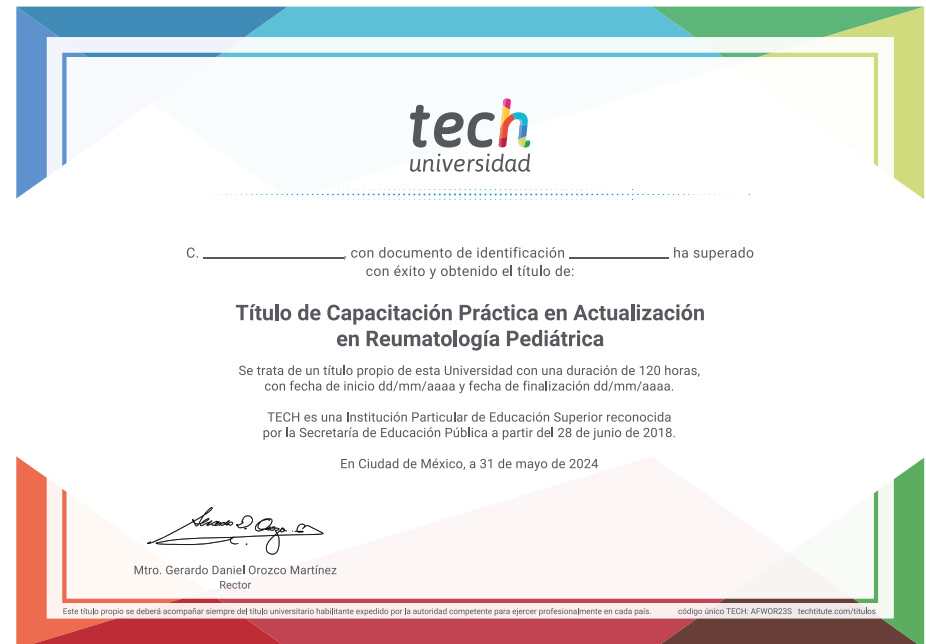 tech
universidad
C. ____________, con documento de identificación ____________ ha superado
con éxito y obtenido el título de:
Título de Capacitación Práctica en Actualización
en Reumatología Pediátrica
Se trata de un título propio de esta Universidad con una duración de 120 horas,
con fecha de inicio dd/mm/aaaa y fecha de finalización dd/mm/aaaa.
TECH es una Institución Particular de Educación Superior reconocida
por la Secretaría de Educación Pública a partir del 28 de junio de 2018.
En Ciudad de México, a 31 de mayo de 2024
Mtro. Gerardo Daniel Orozco Martínez
Rector
Este título propio se deberá acompañar siempre del título universitario habilitante expedido por la autoridad competente para ejercer profesionalmente en cada país. código único TECH: AFWOR23S techtitute.com/titulos